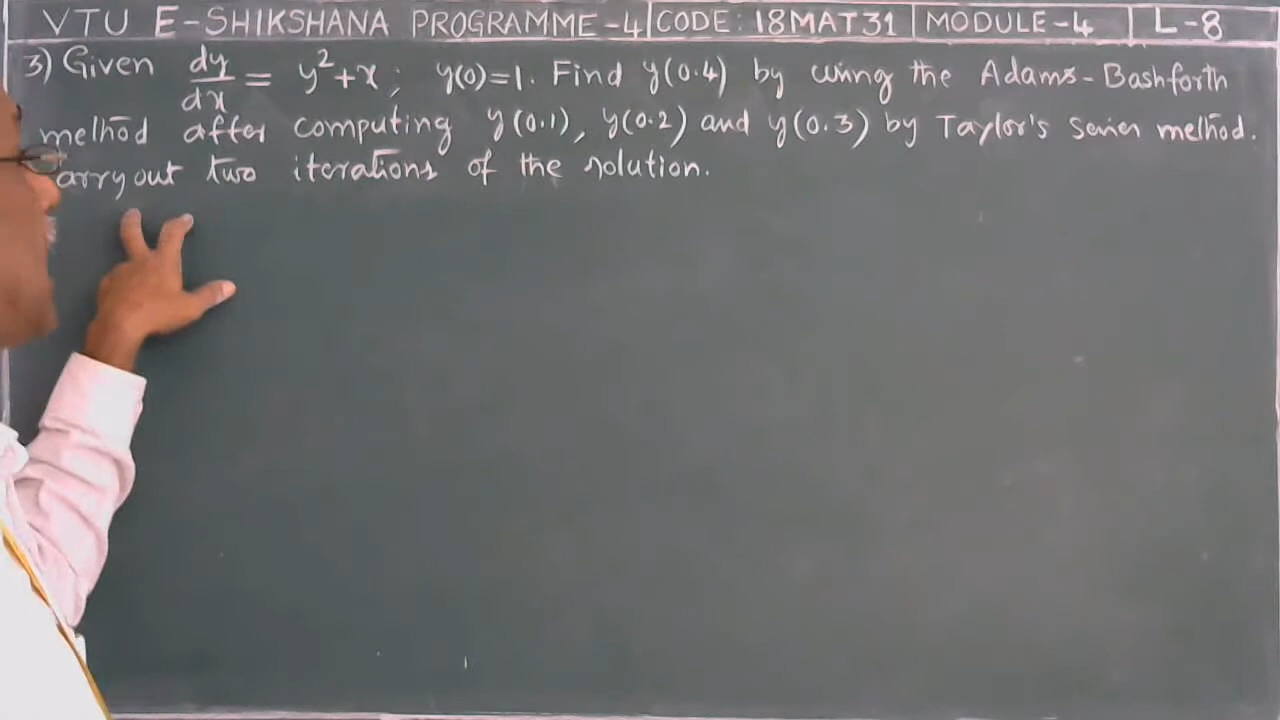 VTU E-SHIKSHANA PROGRAMME-4 CODE: 18MAT31 MODULE-4 L-8
3) Given dy/dx = y²+x; y(0)=1. Find y(0.4) by using the Adams-Bashforth
method after computing y(0.1), y(0.2) and y(0.3) by Taylor's Series method.
arry out two iterations of the solution.